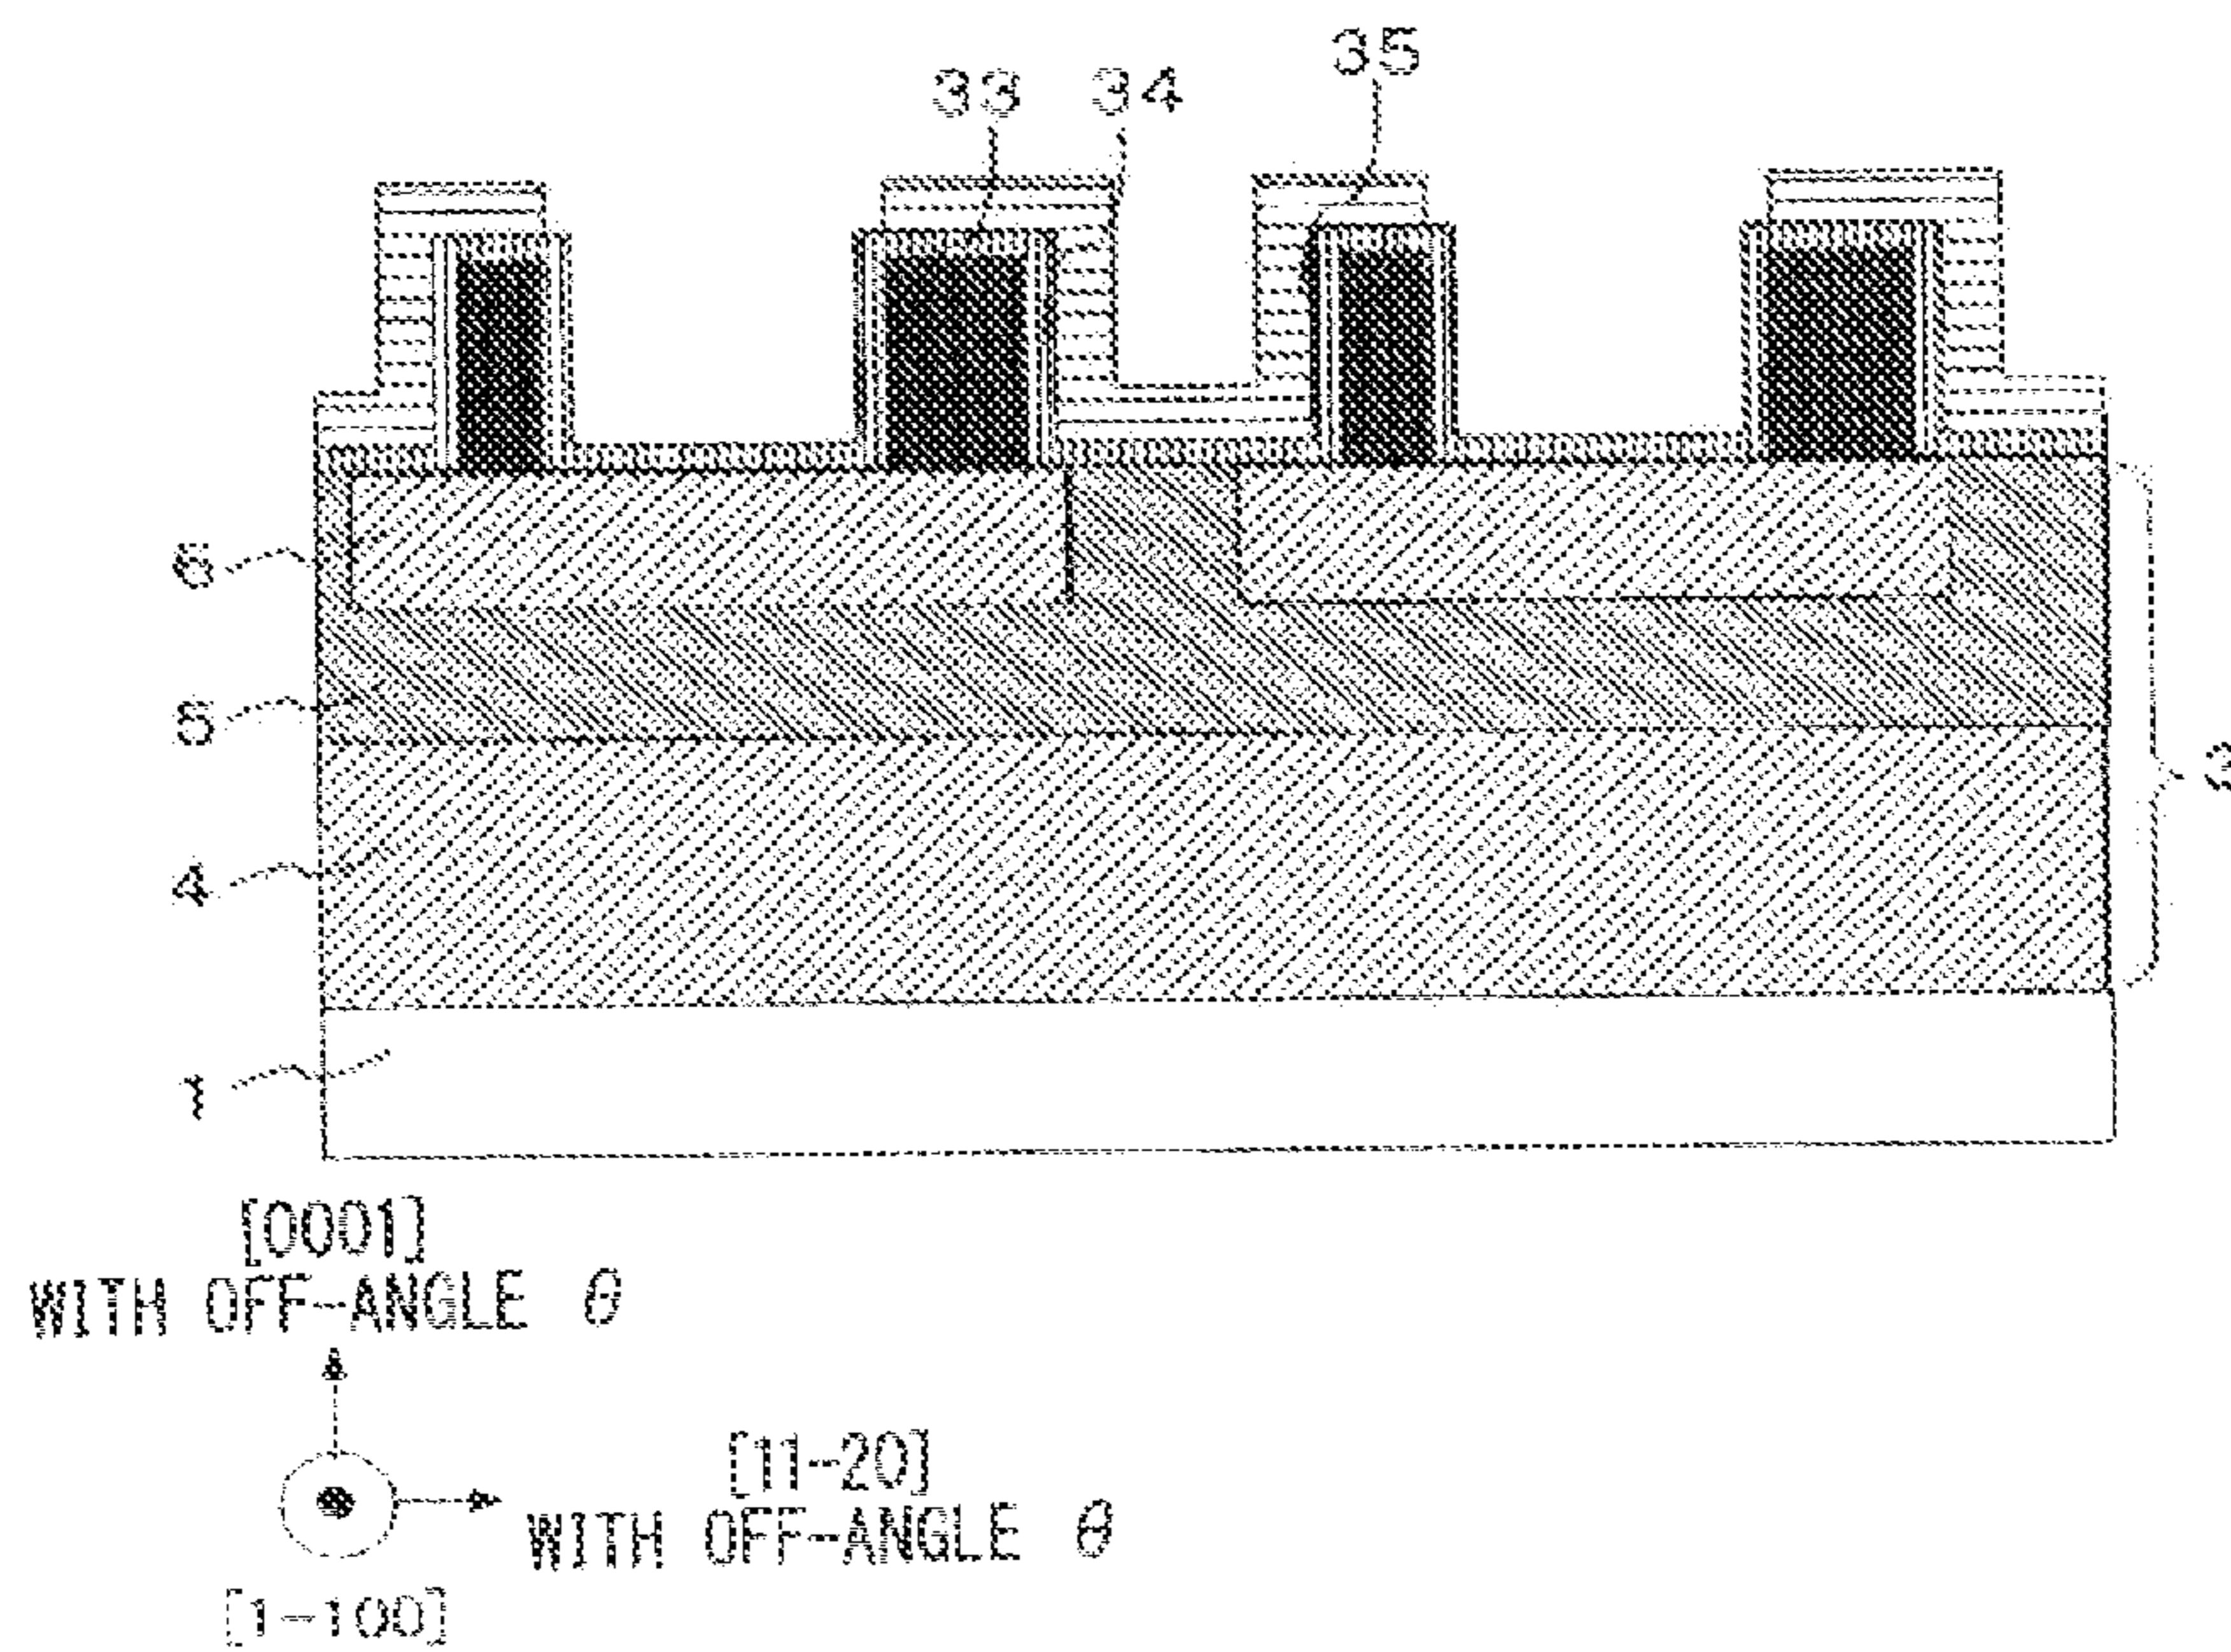 33 34 35
6
5
4
1
[0001]
WITH OFF-ANGLE θ
[11-20]
WITH OFF-ANGLE θ
[1-100]